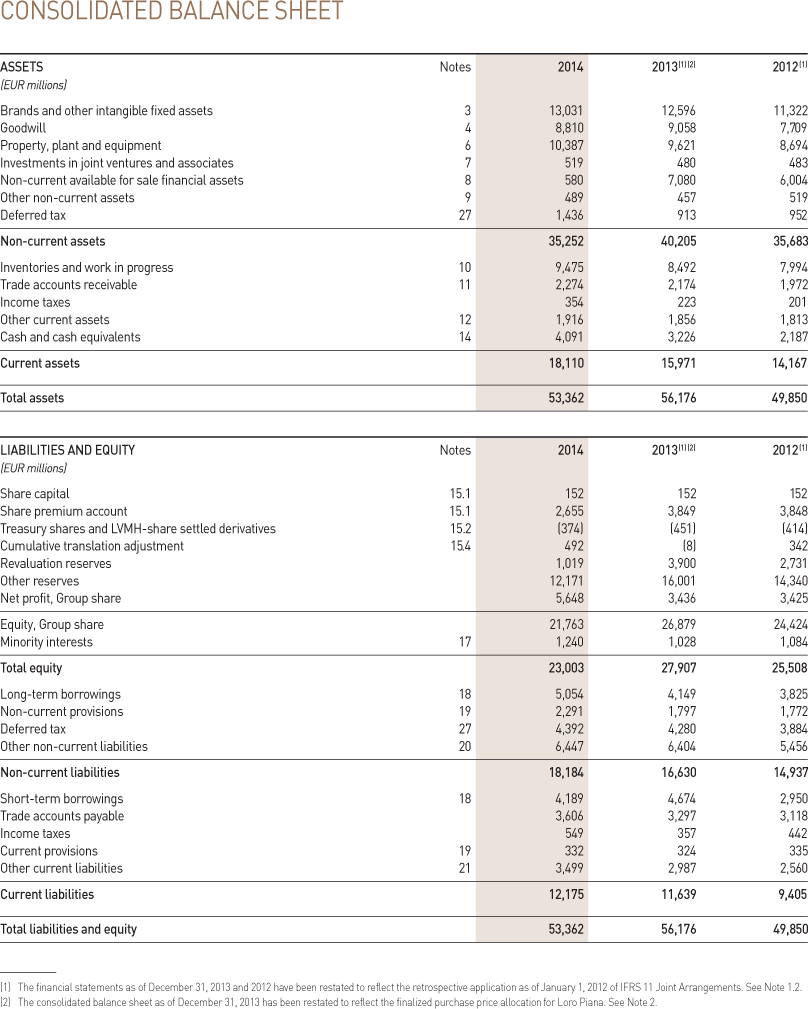 CONSOLIDATED BALANCE SHEET
ASSETS Notes 2014 2013(1)(2) 2012(1)
(EUR millions)
Brands and other intangible fixed assets 3 13,031 12,596 11,322
Goodwill 4 8,810 9,058 7,709
Property, plant and equipment 6 10,387 9,621 8,694
Investments in joint ventures and associates 7 519 480 483
Non-current available for sale financial assets 8 580 7,080 6,004
Other non-current assets 9 489 457 519
Deferred tax 27 1,436 913 952
Non-current assets 35,252 40,205 35,683
Inventories and work in progress 10 9,475 8,492 7,994
Trade accounts receivable 11 2,274 2,174 1,972
Income taxes 354 223 201
Other current assets 12 1,916 1,856 1,813
Cash and cash equivalents 14 4,091 3,226 2,187
Current assets 18,110 15,971 14,167
Total assets 53,362 56,176 49,850
LIABILITIES AND EQUITY Notes 2014 2013(1)(2) 2012(1)
(EUR millions)
Share capital 15.1 152 152 152
Share premium account 15.1 2,655 3,849 3,848
Treasury shares and LVMH-share settled derivatives 15.2 (374) (451) (414)
Cumulative translation adjustment 15.4 492 (8) 342
Revaluation reserves 1,019 3,900 2,731
Other reserves 12,171 16,001 14,340
Net profit, Group share 5,648 3,436 3,425
Equity, Group share 21,763 26,879 24,424
Minority interests 17 1,240 1,028 1,084
Total equity 23,003 27,907 25,508
Long-term borrowings 18 5,054 4,149 3,825
Non-current provisions 19 2,291 1,797 1,772
Deferred tax 27 4,392 4,280 3,884
Other non-current liabilities 20 6,447 6,404 5,456
Non-current liabilities 18,184 16,630 14,937
Short-term borrowings 18 4,189 4,674 2,950
Trade accounts payable 3,606 3,297 3,118
Income taxes 549 357 442
Current provisions 19 332 324 335
Other current liabilities 21 3,499 2,987 2,560
Current liabilities 12,175 11,639 9,405
Total liabilities and equity 53,362 56,176 49,850
(1) The financial statements as of December 31, 2013 and 2012 have been restated to reflect the retrospective application as of January 1, 2012 of IFRS 11 Joint Arrangements. See Note 1.2.
(2) The consolidated balance sheet as of December 31, 2013 has been restated to reflect the finalized purchase price allocation for Loro Piana. See Note 2.